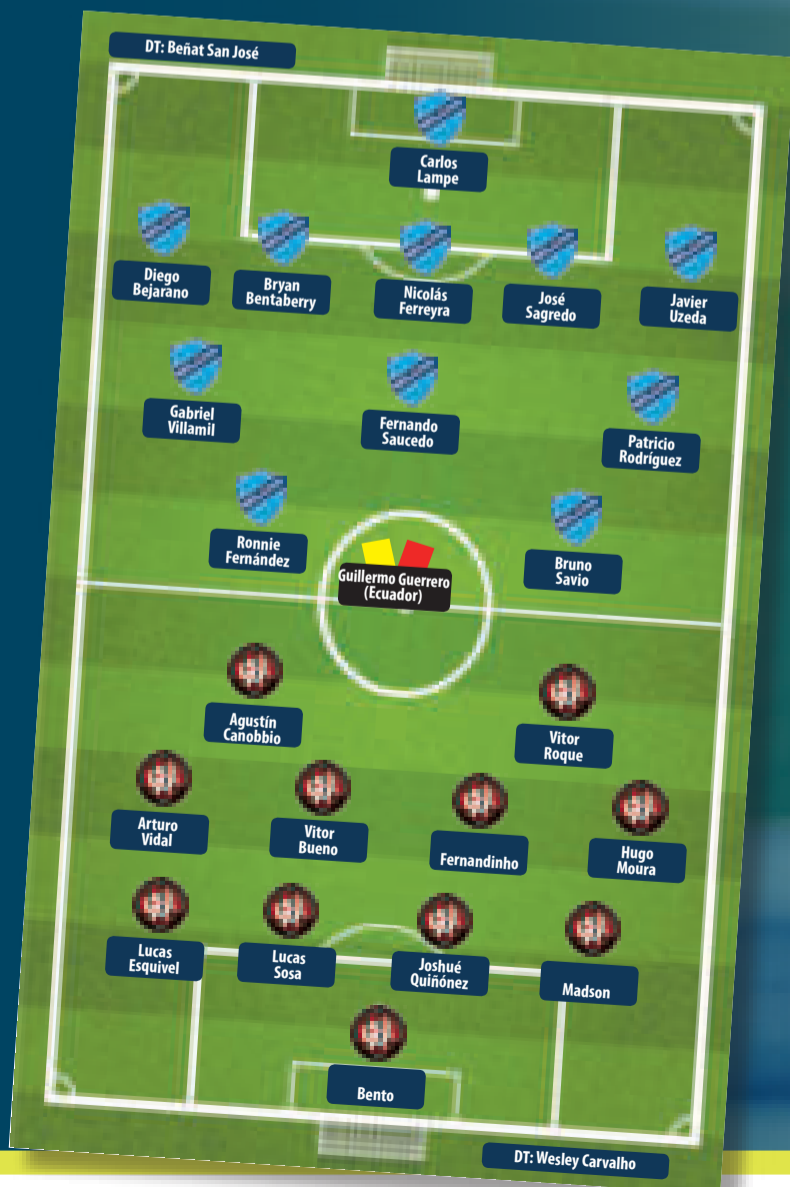 DT: Beñat San José
Carlos
Lampe
Diego
Bejarano
Bryan
Bentaberry
Nicolás
Ferreyra
José
Sagredo
Javier
Uzeda
Gabriel
Villamil
Fernando
Saucedo
Patricio
Rodríguez
Ronnie
Fernández
Bruno
Savio
Guillermo Guerrero
(Ecuador)
Agustín
Canobbio
Vitor
Roque
Arturo
Vidal
Vitor
Bueno
Fernandinho
Hugo
Moura
Lucas
Esquivel
Lucas
Sosa
Joshué
Quiñónez
Madson
Bento
DT: Wesley Carvalho